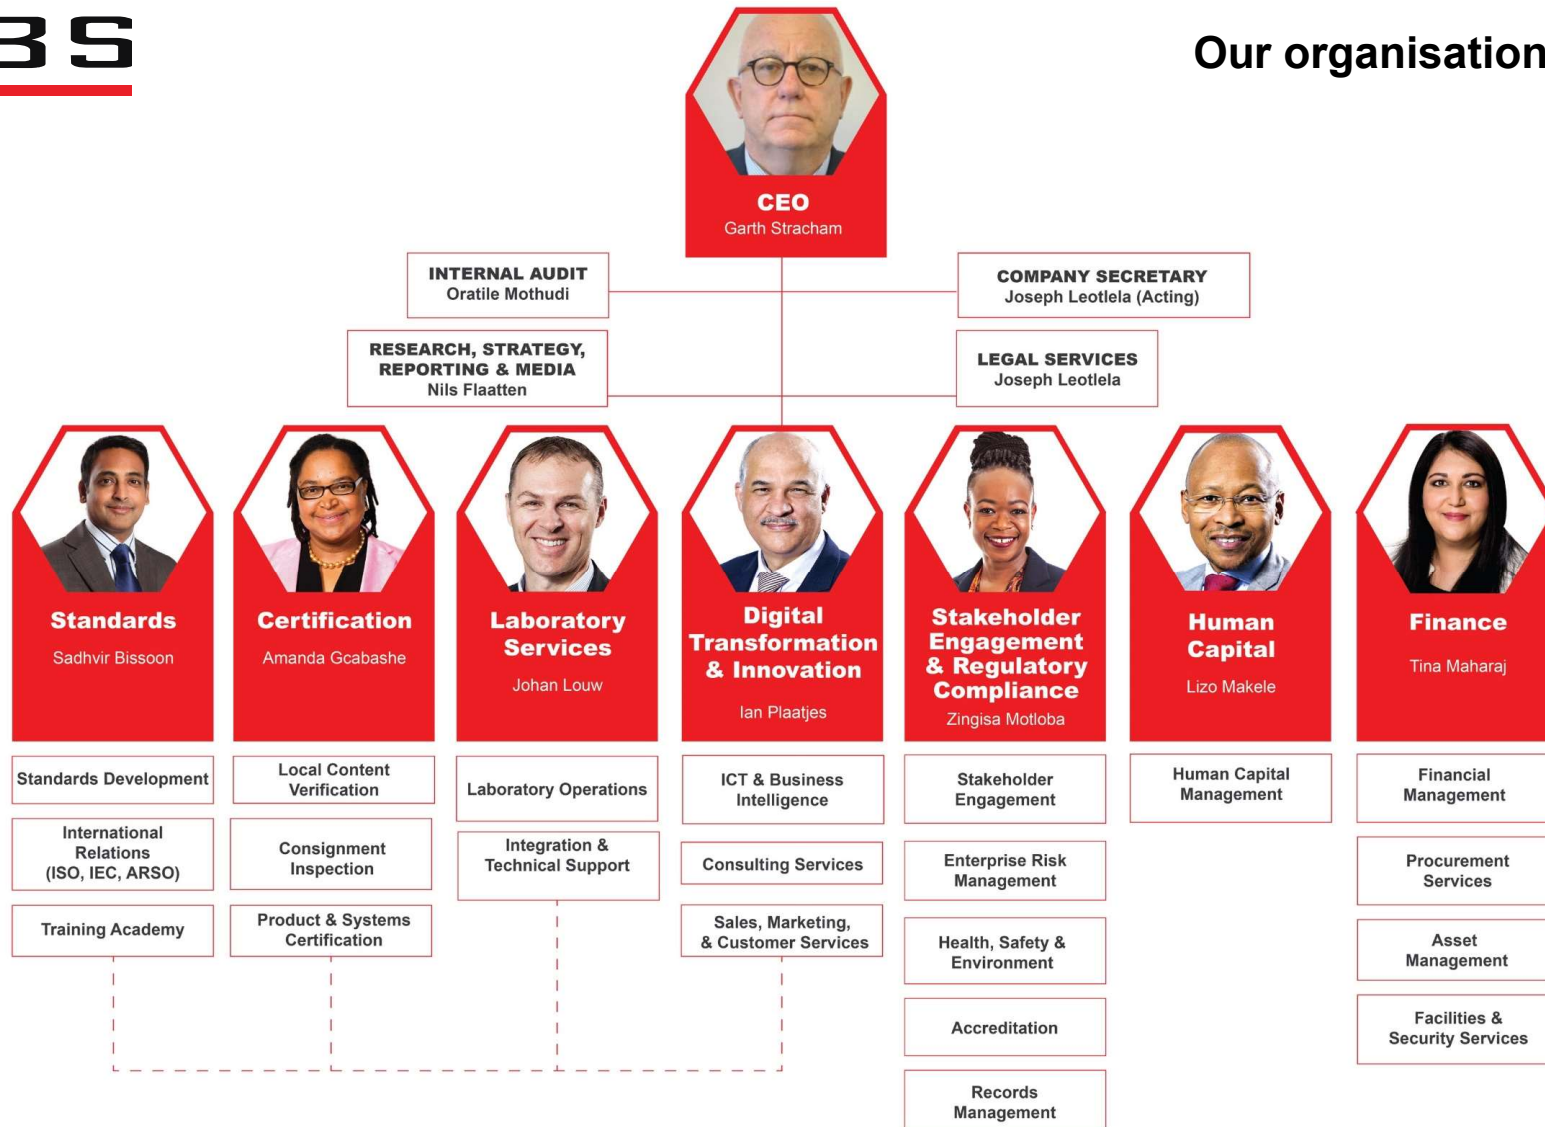 BS
Our organisation
CEO
Garth Stracham
INTERNAL AUDIT
Oratile Mothudi
COMPANY SECRETARY
Joseph Leotlela (Acting)
RESEARCH, STRATEGY,
REPORTING & MEDIA
Nils Flaatten
LEGAL SERVICES
Joseph Leotlela
Standards
Sadhvir Bissoon
Certification
Amanda Gcabashe
Laboratory
Services
Johan Louw
Digital
Transformation
& Innovation
Ian Plaatjes
Stakeholder
Engagement
& Regulatory
Compliance
Zingisa Motloba
Human
Capital
Lizo Makele
Finance
Tina Maharaj
Standards Development
International
Relations
(ISO, IEC, ARSO)
Training Academy
Local Content
Verification
Consignment
Inspection
Product & Systems
Certification
Laboratory Operations
Integration &
Technical Support
ICT & Business
Intelligence
Consulting Services
Sales, Marketing,
& Customer Services
Stakeholder
Engagement
Enterprise Risk
Management
Health, Safety &
Environment
Accreditation
Records
Management
Human Capital
Management
Financial
Management
Procurement
Services
Asset
Management
Facilities &
Security Services